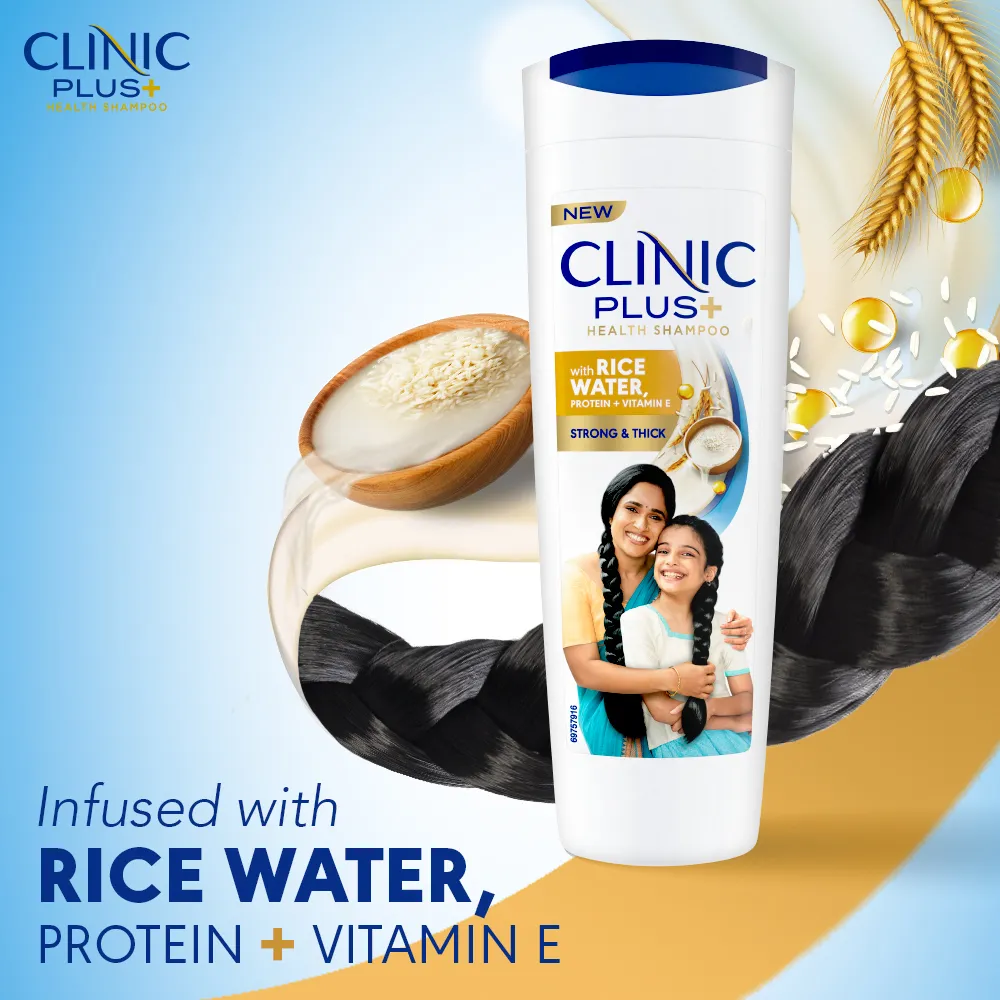 CLINIC
PLUS+
HEALTH SHAMPOO
NEW
CLINIC
PLUS+
HEALTH SHAMPOO
with RICE
WATER,
PROTEIN + VITAMIN E
STRONG & THICK
69757916
Infused with
RICE WATER,
PROTEIN + VITAMIN E